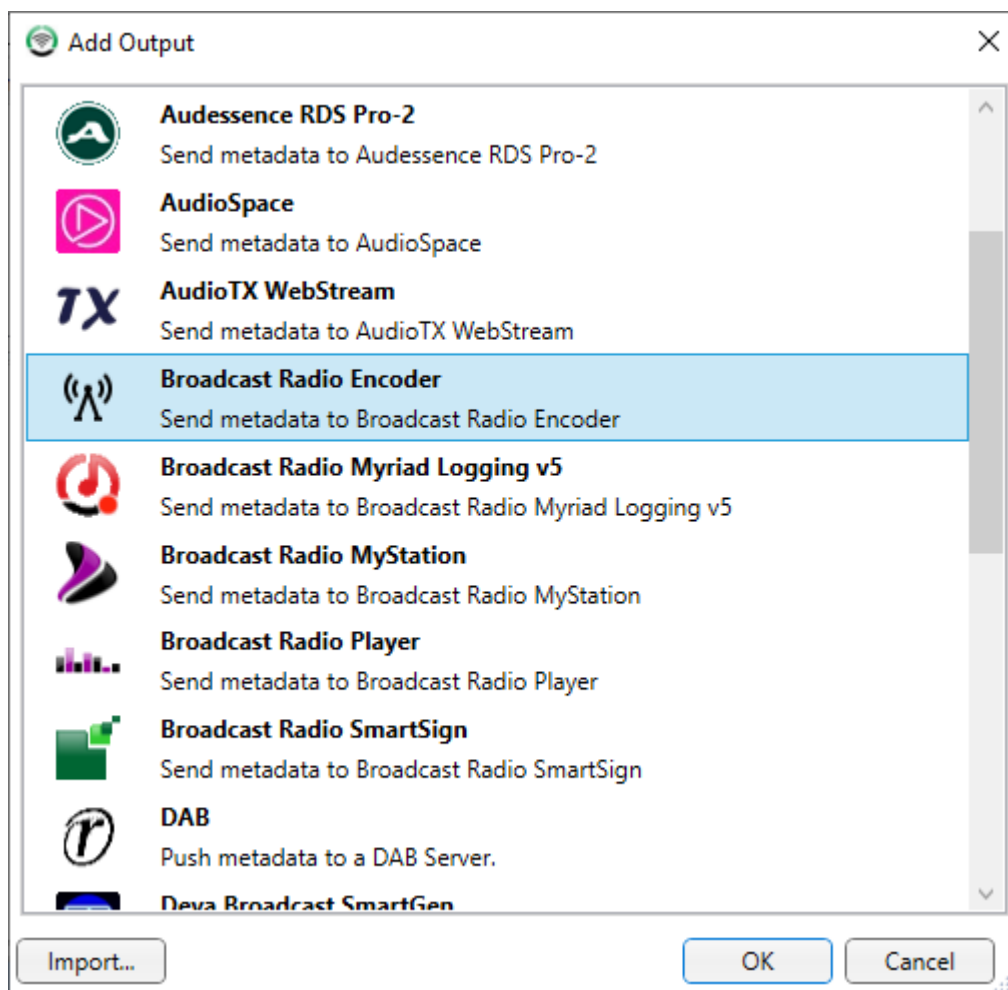 Add Output
Audessence RDS Pro-2
Send metadata to Audessence RDS Pro-2
AudioSpace
Send metadata to AudioSpace
TX
AudioTX WebStream
Send metadata to AudioTX WebStream
Broadcast Radio Encoder
Send metadata to Broadcast Radio Encoder
Broadcast Radio Myriad Logging v5
Send metadata to Broadcast Radio Myriad Logging v5
Broadcast Radio MyStation
Send metadata to Broadcast Radio MyStation
Broadcast Radio Player
Send metadata to Broadcast Radio Player
Broadcast Radio SmartSign
Send metadata to Broadcast Radio SmartSign
r
DAB
Push metadata to a DAB Server.
Deva Broadcast SmartGen
Import...
OK
Cancel